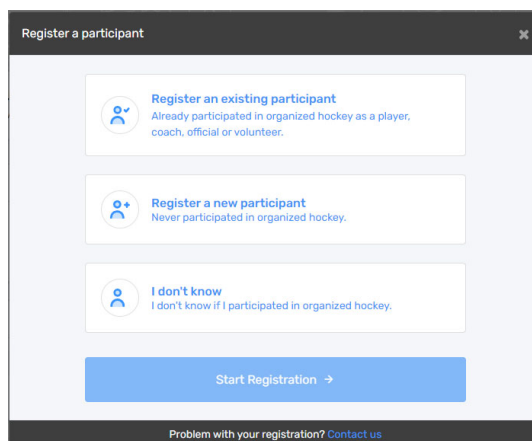 Register a participant
Register an existing participant
Already participated in organized hockey as a player,
coach, official or volunteer.
Register a new participant
Never participated in organized hockey.
I don't know
I don't know if I participated in organized hockey.
Start Registration →
Problem with your registration? Contact us